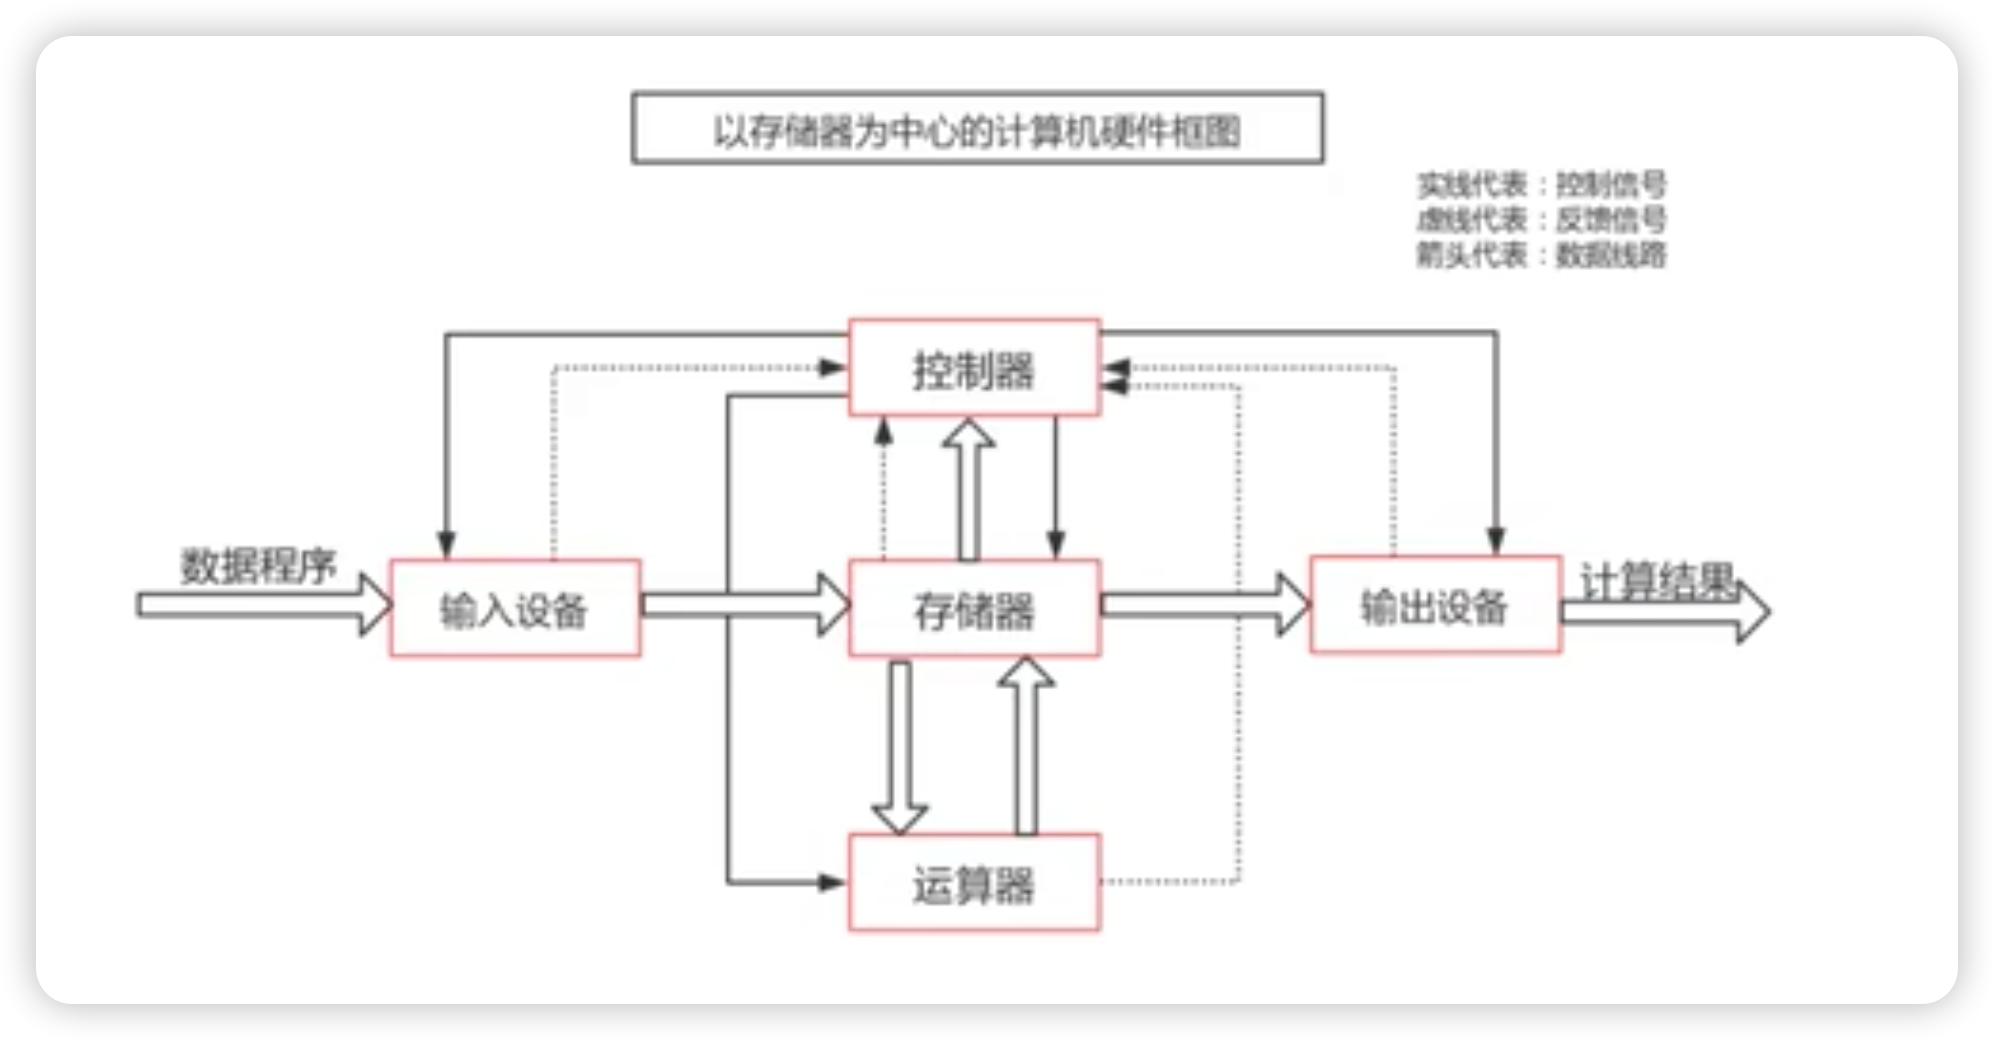 以存储器为中心的计算机硬件框图
实线代表：控制信号
虚线代表：反馈信号
箭头代表：数据线路
控制器
数据程序
输入设备
存储器
输出设备
计算结果
运算器